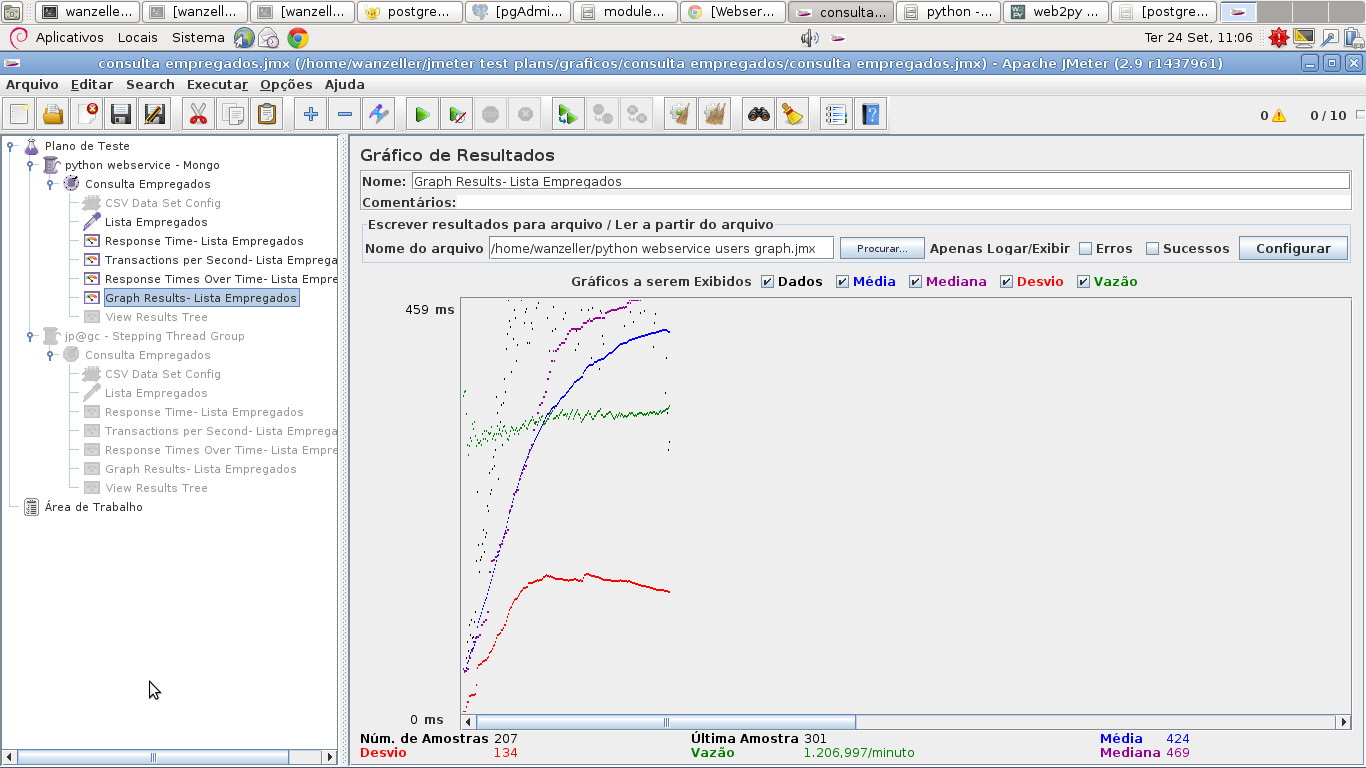 wanzelle... [wanzell... [wanzell... postgre... [pgAdmi... module... [Webser... consulta... python -... web2py ... [postgre...
Aplicativos Locais Sistema Ter 24 Set, 11:06
consulta empregados.jmx (/home/wanzeller/jmeter test plans/graficos/consulta empregados/consulta empregados.jmx) - Apache JMeter (2.9 r1437961)
Arquivo Editar Search Executar Opções Ajuda
0 0 / 10
Plano de Teste
python webservice - Mongo
Consulta Empregados
CSV Data Set Config
Lista Empregados
Response Time- Lista Empregados
Transactions per Second- Lista Emprega
Response Times Over Time- Lista Empre
Graph Results- Lista Empregados
View Results Tree
jp@gc - Stepping Thread Group
Consulta Empregados
CSV Data Set Config
Lista Empregados
Response Time- Lista Empregados
Transactions per Second- Lista Emprega
Response Times Over Time- Lista Empre
Graph Results- Lista Empregados
View Results Tree
Área de Trabalho
Gráfico de Resultados
Nome: Graph Results- Lista Empregados
Comentários:
Escrever resultados para arquivo / Ler a partir do arquivo
Nome do arquivo /home/wanzeller/python webservice users graph.jmx Procurar... Apenas Logar/Exibir Erros Sucessos Configurar
Gráficos a serem Exibidos Dados Média Mediana Desvio Vazão
459 ms
0 ms
Núm. de Amostras 207 Última Amostra 301 Média 424
Desvio 134 Vazão 1.206,997/minuto Mediana 469